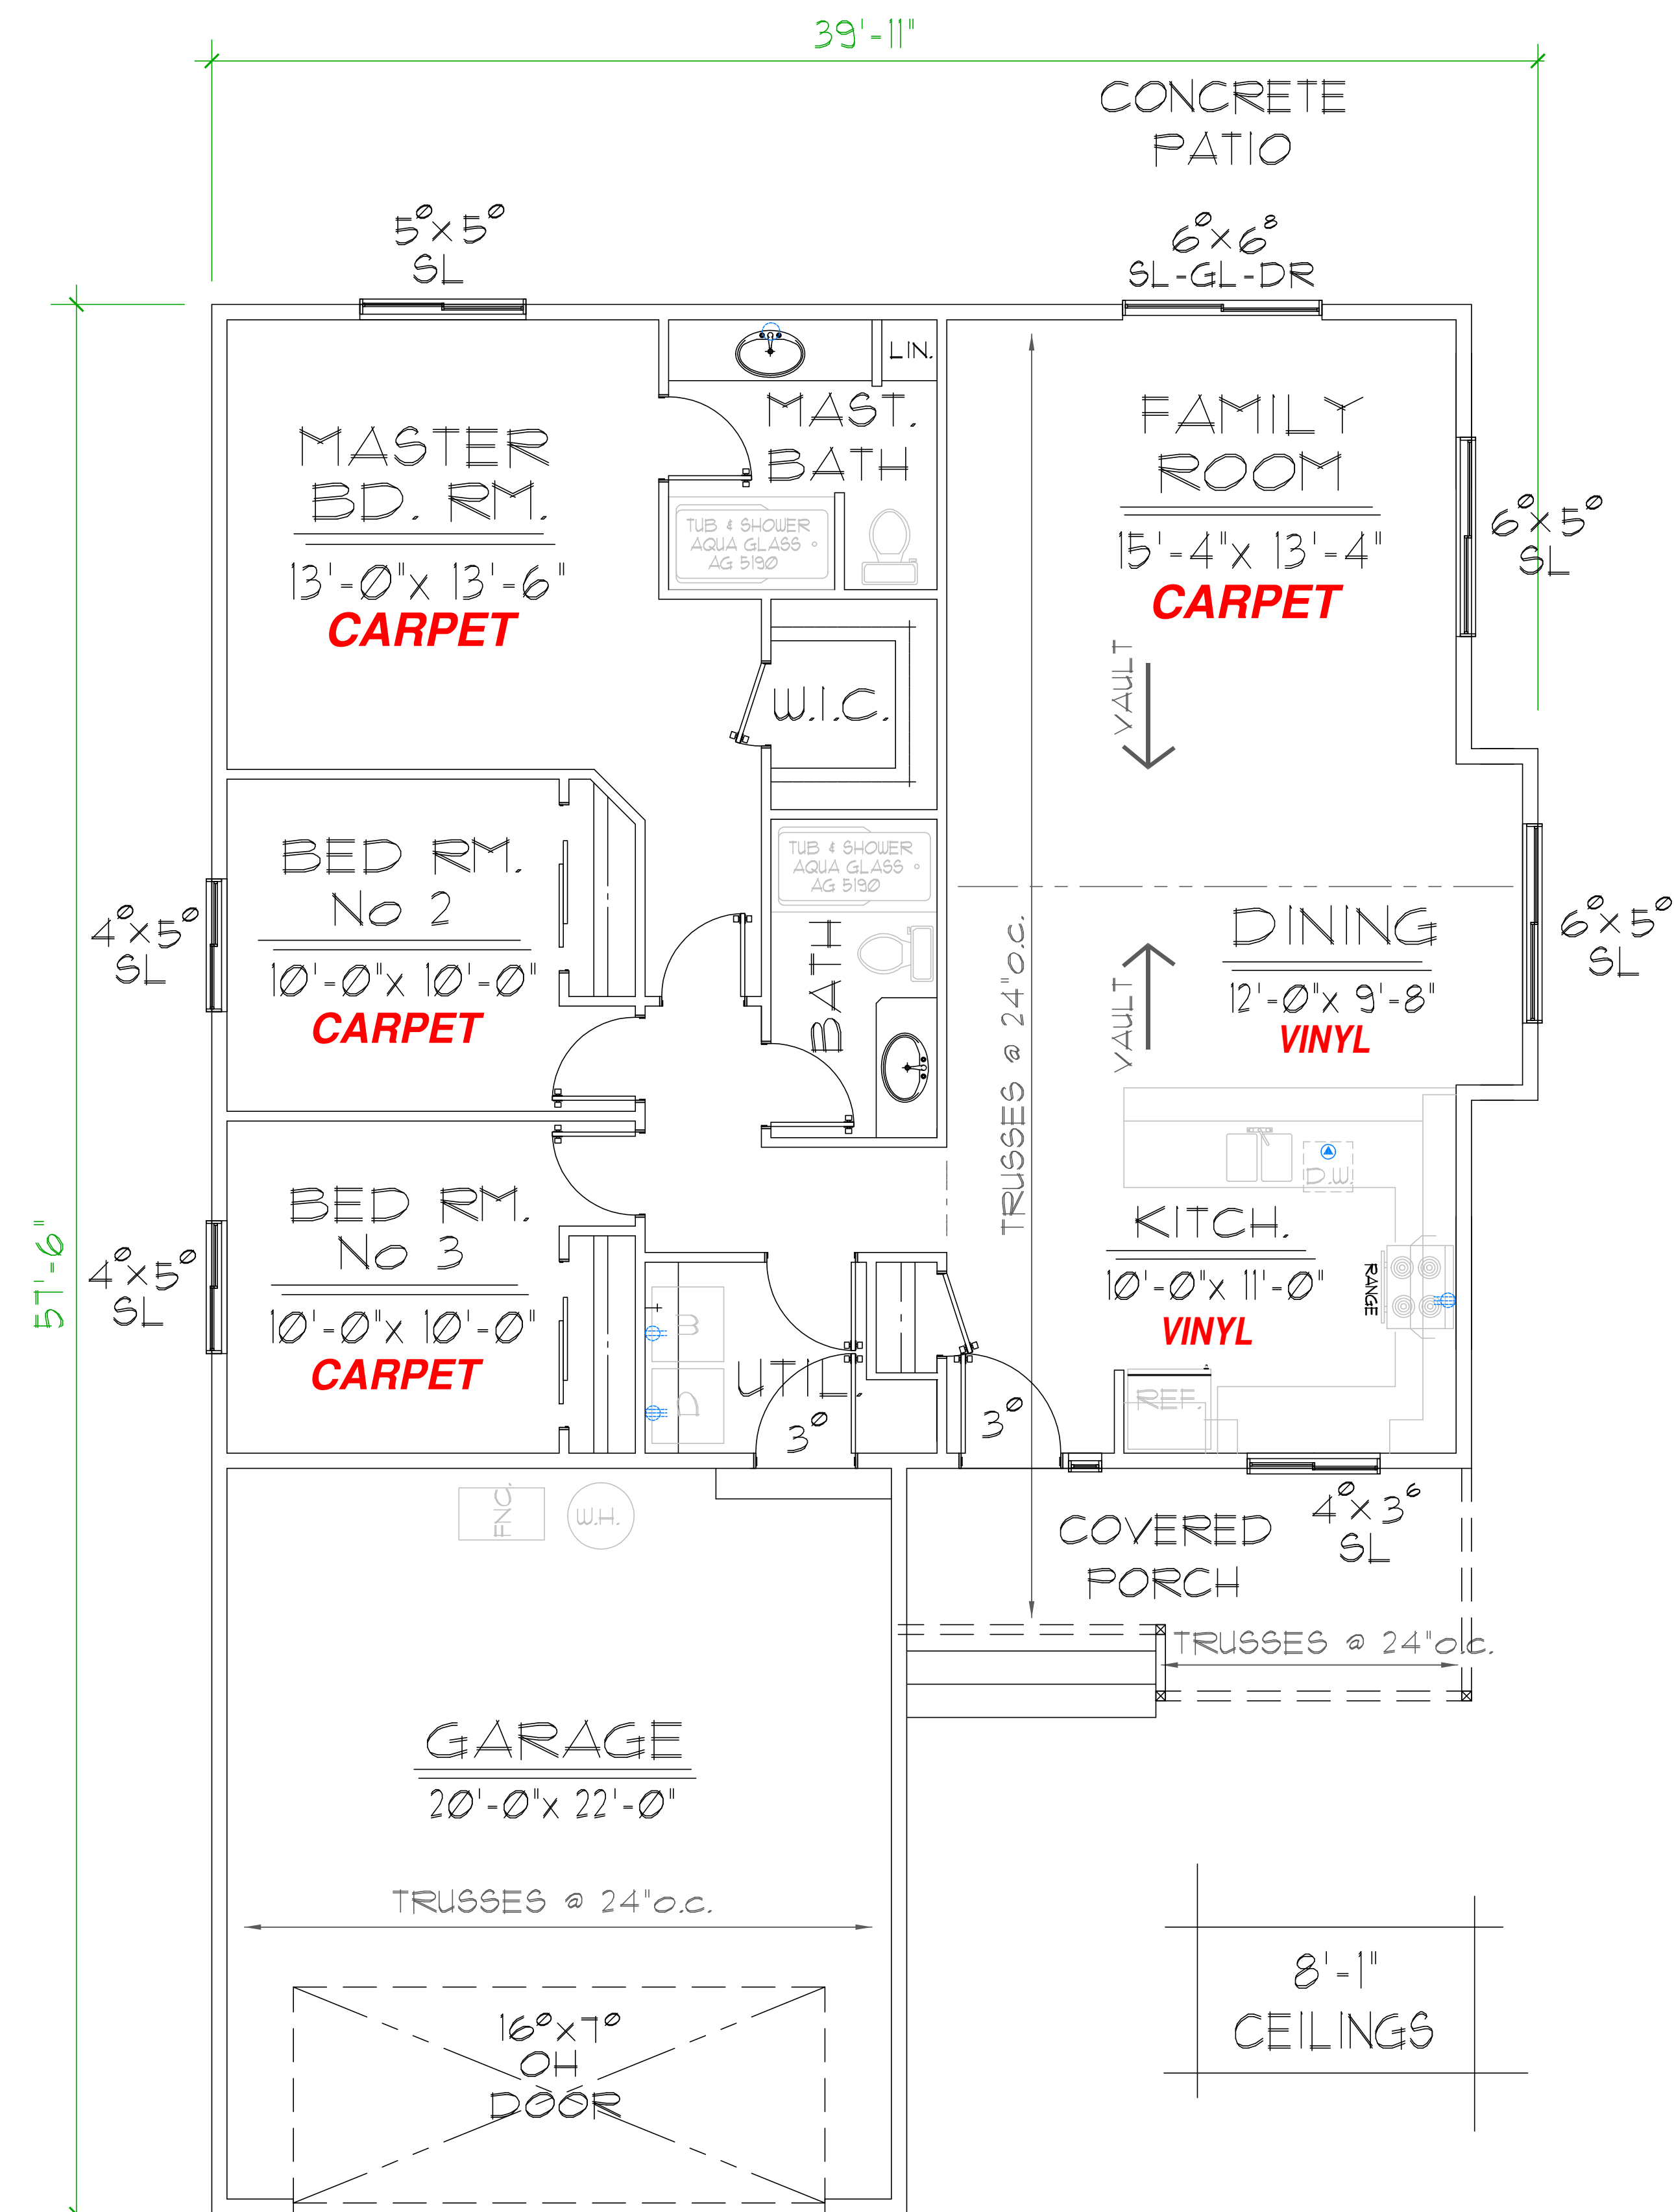 39'-11"
CONCRETE
PATIO
5⁰x5⁰
SL
6⁰x6⁸
SL-GL-DR
LIN.
MAST.
BATH
MASTER
BD. RM.
13'-0"x 13'-6"
CARPET
TUB & SHOWER
AQUA GLASS
AG 5190
FAMILY
ROOM
15'-4"x 13'-4"
CARPET
6⁰x5⁰
SL
VAULT
W.I.C.
BED RM.
No 2
10'-0"x 10'-0"
CARPET
4⁰x5⁰
SL
TUB & SHOWER
AQUA GLASS
AG 5190
BATH
TRUSSES @ 24"o.c.
DINING
12'-0"x 9'-8"
VINYL
VAULT
6⁰x5⁰
SL
D.W.
KITCH.
10'-0"x 11'-0"
VINYL
RANGE
REF.
57'-6"
BED RM.
No 3
10'-0"x 10'-0"
CARPET
4⁰x5⁰
SL
W
D
UTIL.
3⁰
3⁰
FNC.
W.H.
COVERED
PORCH
4⁰x3⁶
SL
TRUSSES @ 24"o.c.
GARAGE
20'-0"x 22'-0"
TRUSSES @ 24"o.c.
16⁰x7⁰
OH
DOOR
8'-1"
CEILINGS